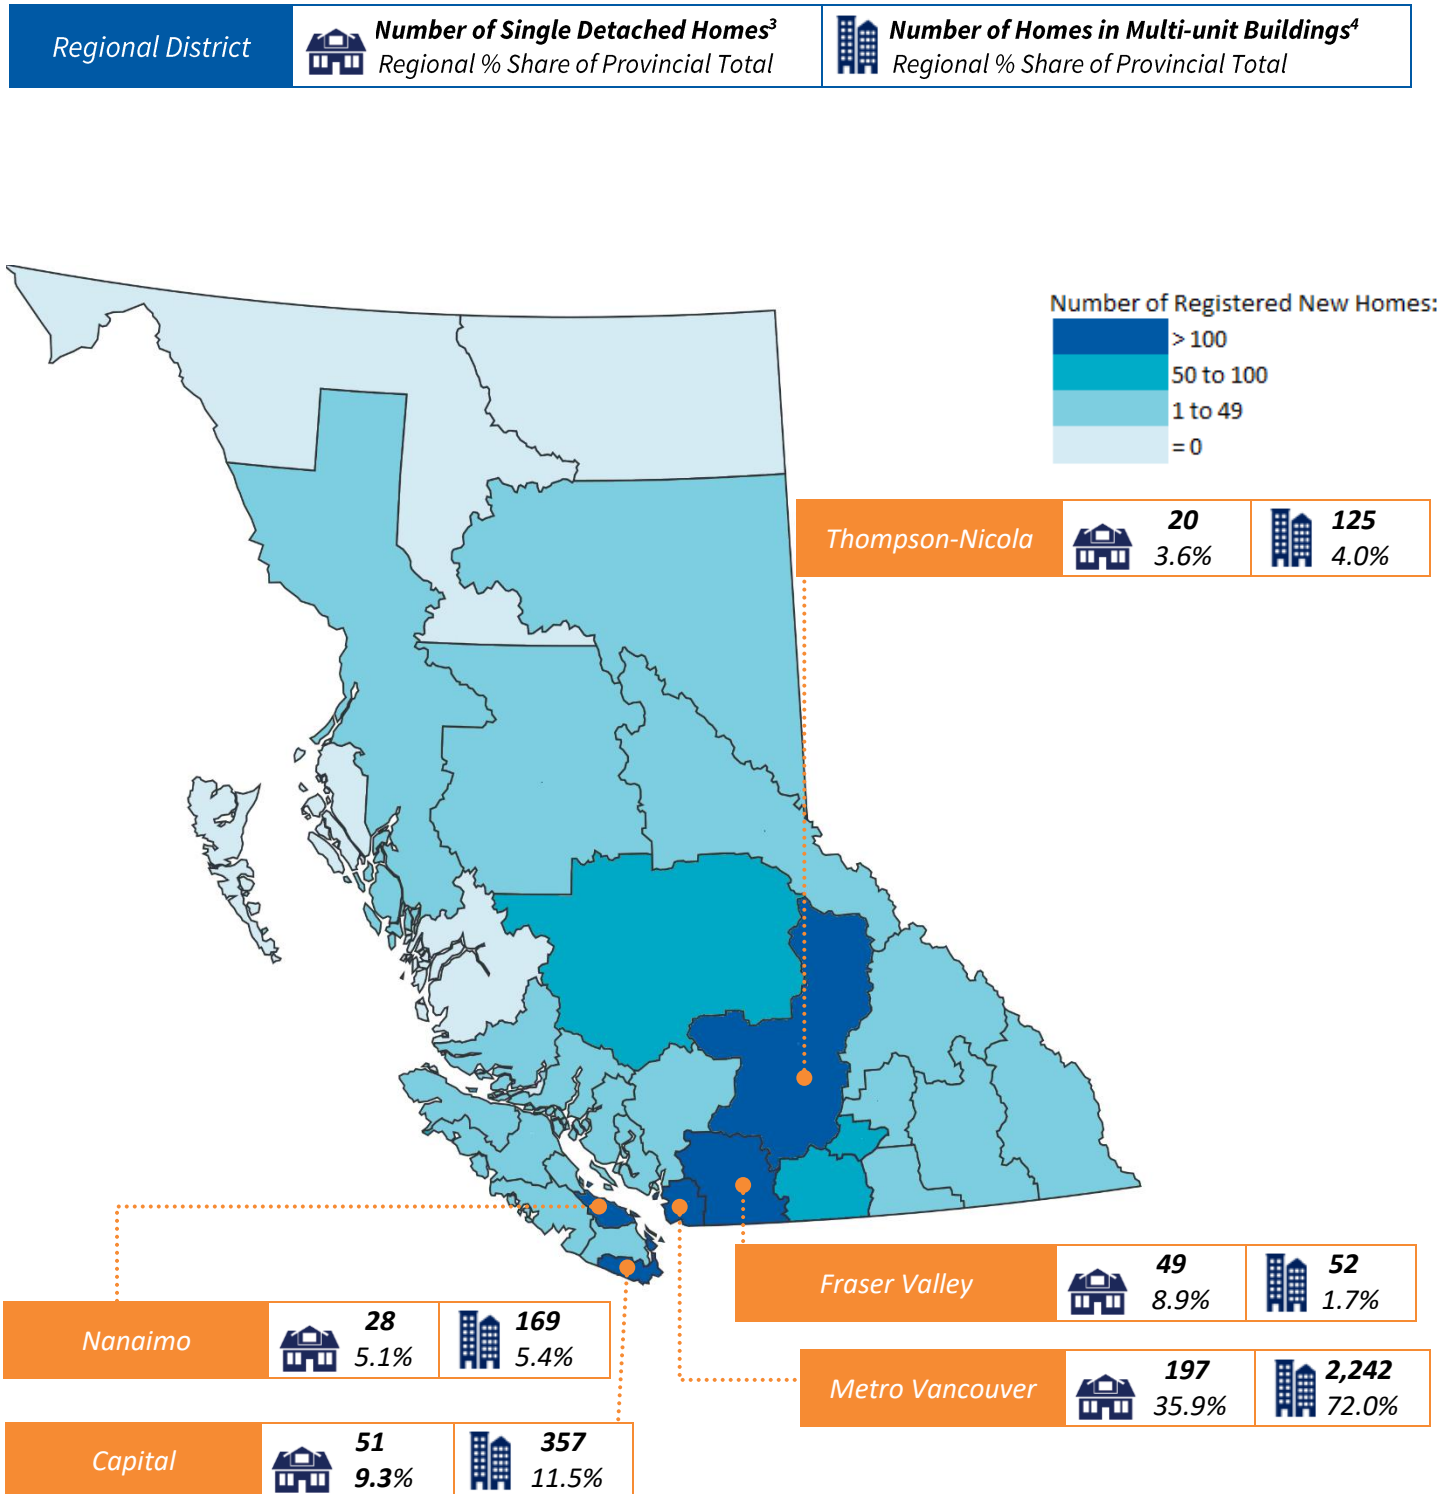 Regional District
Number of Single Detached Homes³
Regional % Share of Provincial Total
Number of Homes in Multi-unit Buildings⁴
Regional % Share of Provincial Total
Number of Registered New Homes:
> 100
50 to 100
1 to 49
= 0
Thompson-Nicola
20
3.6%
125
4.0%
Fraser Valley
49
8.9%
52
1.7%
Nanaimo
28
5.1%
169
5.4%
Metro Vancouver
197
35.9%
2,242
72.0%
Capital
51
9.3%
357
11.5%